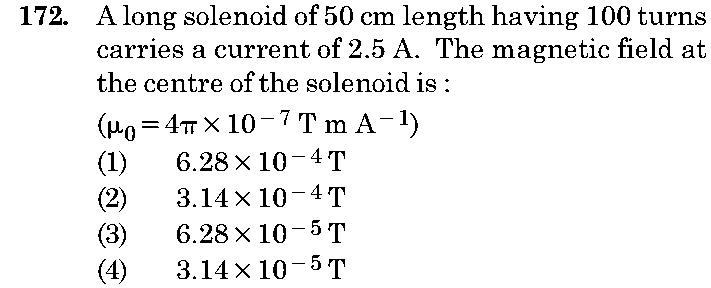 172. A long solenoid of 50 cm length having 100 turns
carries a current of 2.5 A. The magnetic field at
the centre of the solenoid is :
(μ₀ = 4π × 10⁻⁷ T m A⁻¹)
(1) 6.28 × 10⁻⁴ T
(2) 3.14 × 10⁻⁴ T
(3) 6.28 × 10⁻⁵ T
(4) 3.14 × 10⁻⁵ T